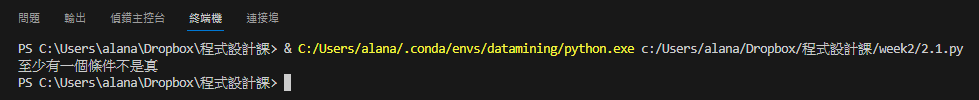 問題 輸出 偵錯主控台 終端機 連接埠
PS C:\Users\alana\Dropbox\程式設計課> & C:/Users/alana/.conda/envs/datamining/python.exe c:/Users/alana/Dropbox/程式設計課/week2/2.1.py
至少有一個條件不是真
PS C:\Users\alana\Dropbox\程式設計課>